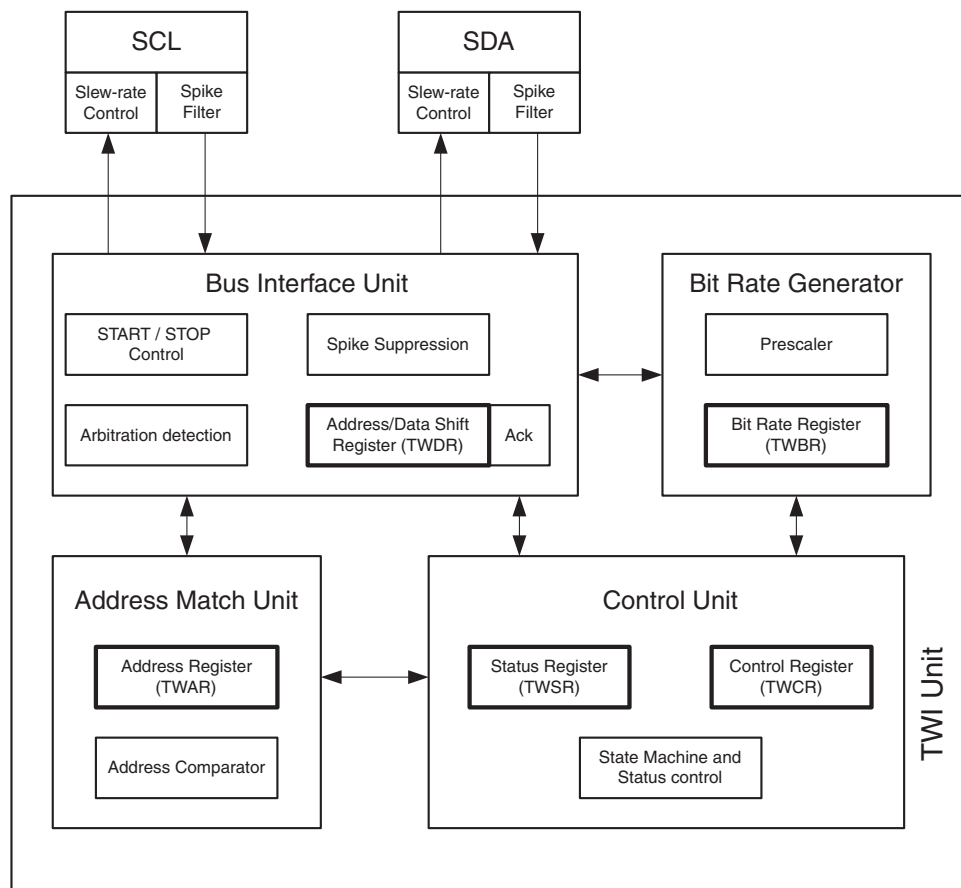 SCL
Slew-rate
Control
Spike
Filter
SDA
Slew-rate
Control
Spike
Filter
Bus Interface Unit
START / STOP
Control
Spike Suppression
Arbitration detection
Address/Data Shift
Register (TWDR)
Ack
Bit Rate Generator
Prescaler
Bit Rate Register
(TWBR)
Address Match Unit
Address Register
(TWAR)
Address Comparator
Control Unit
Status Register
(TWSR)
Control Register
(TWCR)
State Machine and
Status control
TWI Unit